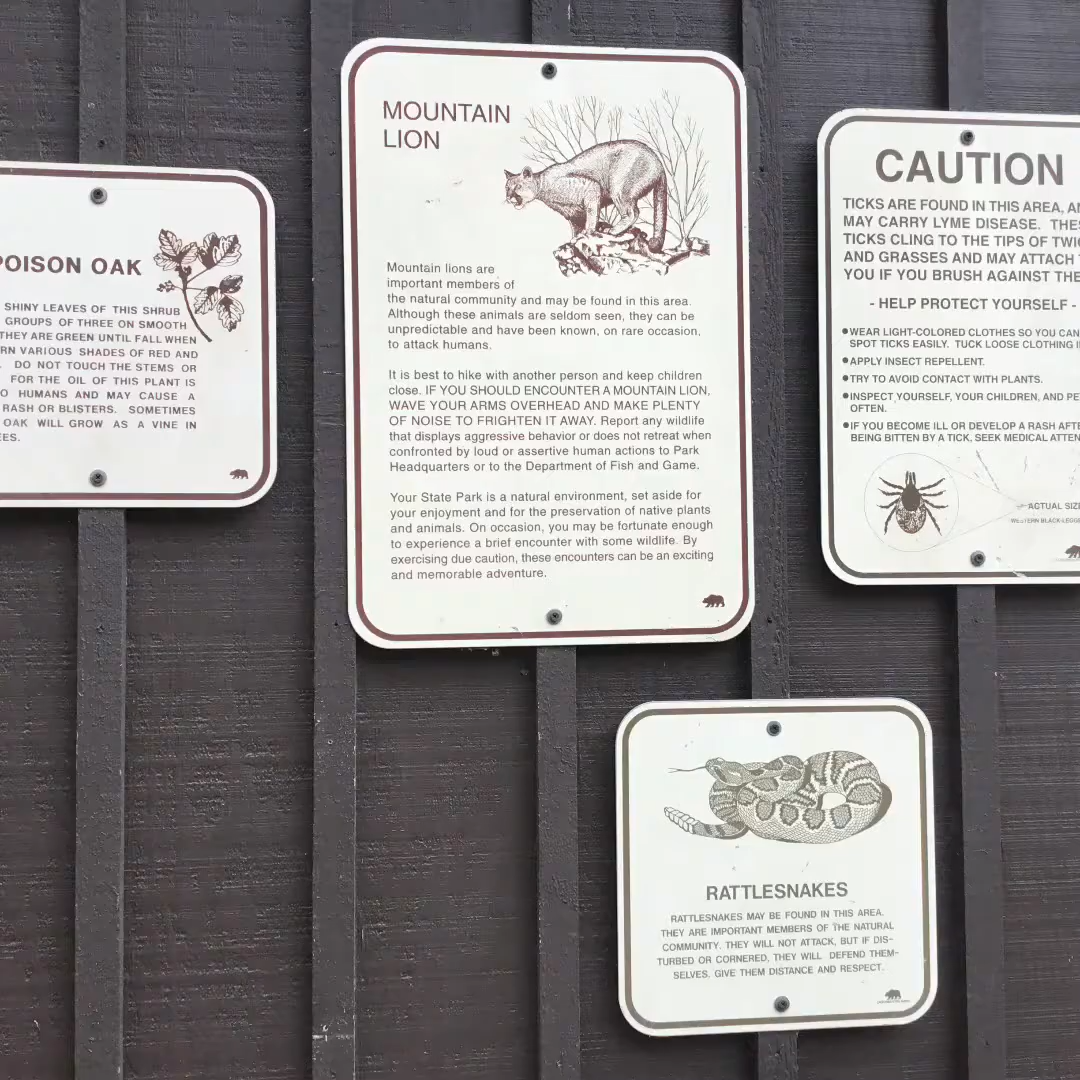 POISON OAK
SHINY LEAVES OF THIS SHRUB
GROUPS OF THREE ON SMOOTH
THEY ARE GREEN UNTIL FALL WHEN
VARIOUS SHADES OF RED AND
DO NOT TOUCH THE STEMS OR
FOR THE OIL OF THIS PLANT IS
HUMANS AND MAY CAUSE A
RASH OR BLISTERS. SOMETIMES
OAK WILL GROW AS A VINE IN
MOUNTAIN
LION
Mountain lions are
important members of
the natural community and may be found in this area.
Although these animals are seldom seen, they can be
unpredictable and have been known, on rare occasion,
to attack humans.
It is best to hike with another person and keep children
close. IF YOU SHOULD ENCOUNTER A MOUNTAIN LION,
WAVE YOUR ARMS OVERHEAD AND MAKE PLENTY
OF NOISE TO FRIGHTEN IT AWAY. Report any wildlife
that displays aggressive behavior or does not retreat when
confronted by loud or assertive human actions to Park
Headquarters or to the Department of Fish and Game.
Your State Park is a natural environment, set aside for
your enjoyment and for the preservation of native plants
and animals. On occasion, you may be fortunate enough
to experience a brief encounter with some wildlife. By
exercising due caution, these encounters can be an exciting
and memorable adventure.
CAUTION
TICKS ARE FOUND IN THIS AREA,
MAY CARRY LYME DISEASE.
TICKS CLING TO THE TIPS OF
AND GRASSES AND MAY ATTACH
YOU IF YOU BRUSH AGAINST
- HELP PROTECT YOURSELF -
•WEAR LIGHT-COLORED CLOTHES SO YOU CAN
SPOT TICKS EASILY. TUCK LOOSE CLOTHING
•APPLY INSECT REPELLENT.
•TRY TO AVOID CONTACT WITH PLANTS.
•INSPECT YOURSELF, YOUR CHILDREN, AND
OFTEN.
•IF YOU BECOME ILL OR DEVELOP A RASH
BEING BITTEN BY A TICK, SEEK MEDICAL
ACTUAL SIZE
WESTERN
RATTLESNAKES
RATTLESNAKES MAY BE FOUND IN THIS AREA.
THEY ARE IMPORTANT MEMBERS OF THE NATURAL
COMMUNITY. THEY WILL NOT ATTACK, BUT IF DIS-
TURBED OR CORNERED, THEY WILL DEFEND THEM-
SELVES. GIVE THEM DISTANCE AND RESPECT.